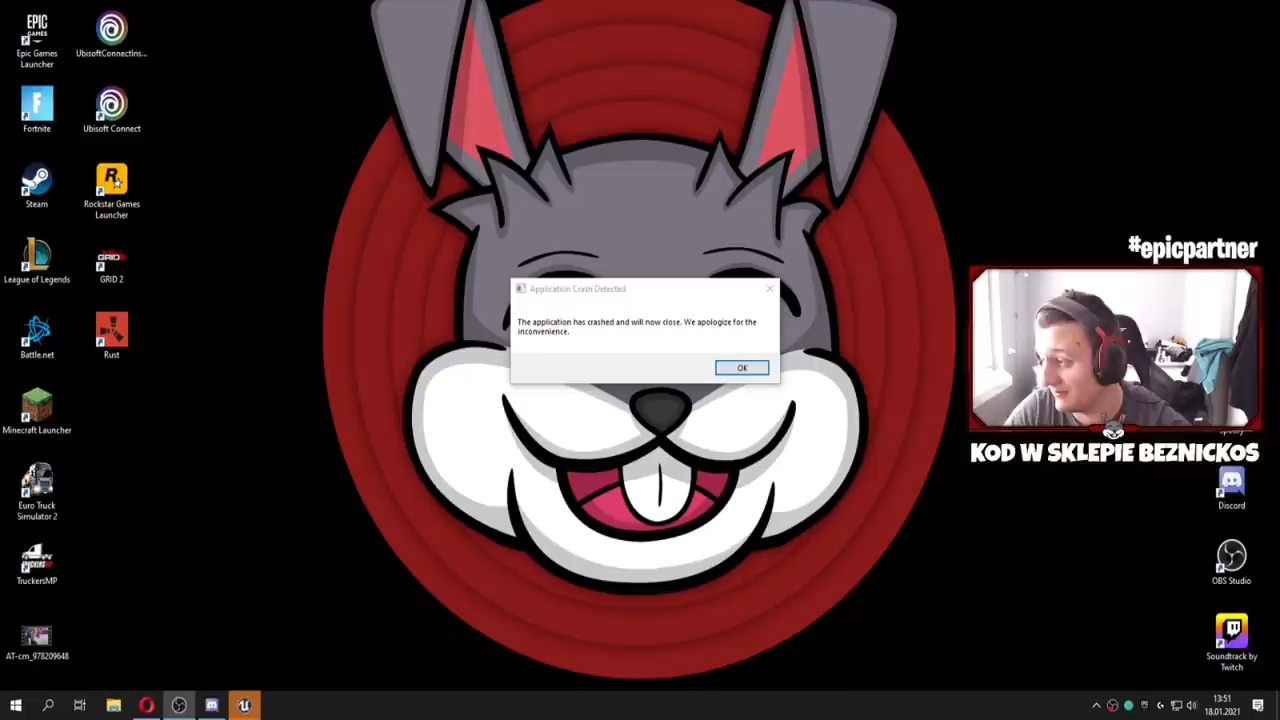 EPIC
GAMES
Epic Games
Launcher
UbisoftConnectIns...
Fortnite
Ubisoft Connect
Steam
Rockstar Games
Launcher
League of Legends
GRID 2
Battle.net
Rust
Minecraft Launcher
Euro Truck
Simulator 2
TruckersMP
AT-cm_978209648
Application Crash Detected
The application has crashed and will now close. We apologize for the
inconvenience.
OK
#epicpartner
KOD W SKLEPIE BEZNICKOS
Discord
OBS Studio
Soundtrack by
Twitch
13:51
18.01.2021